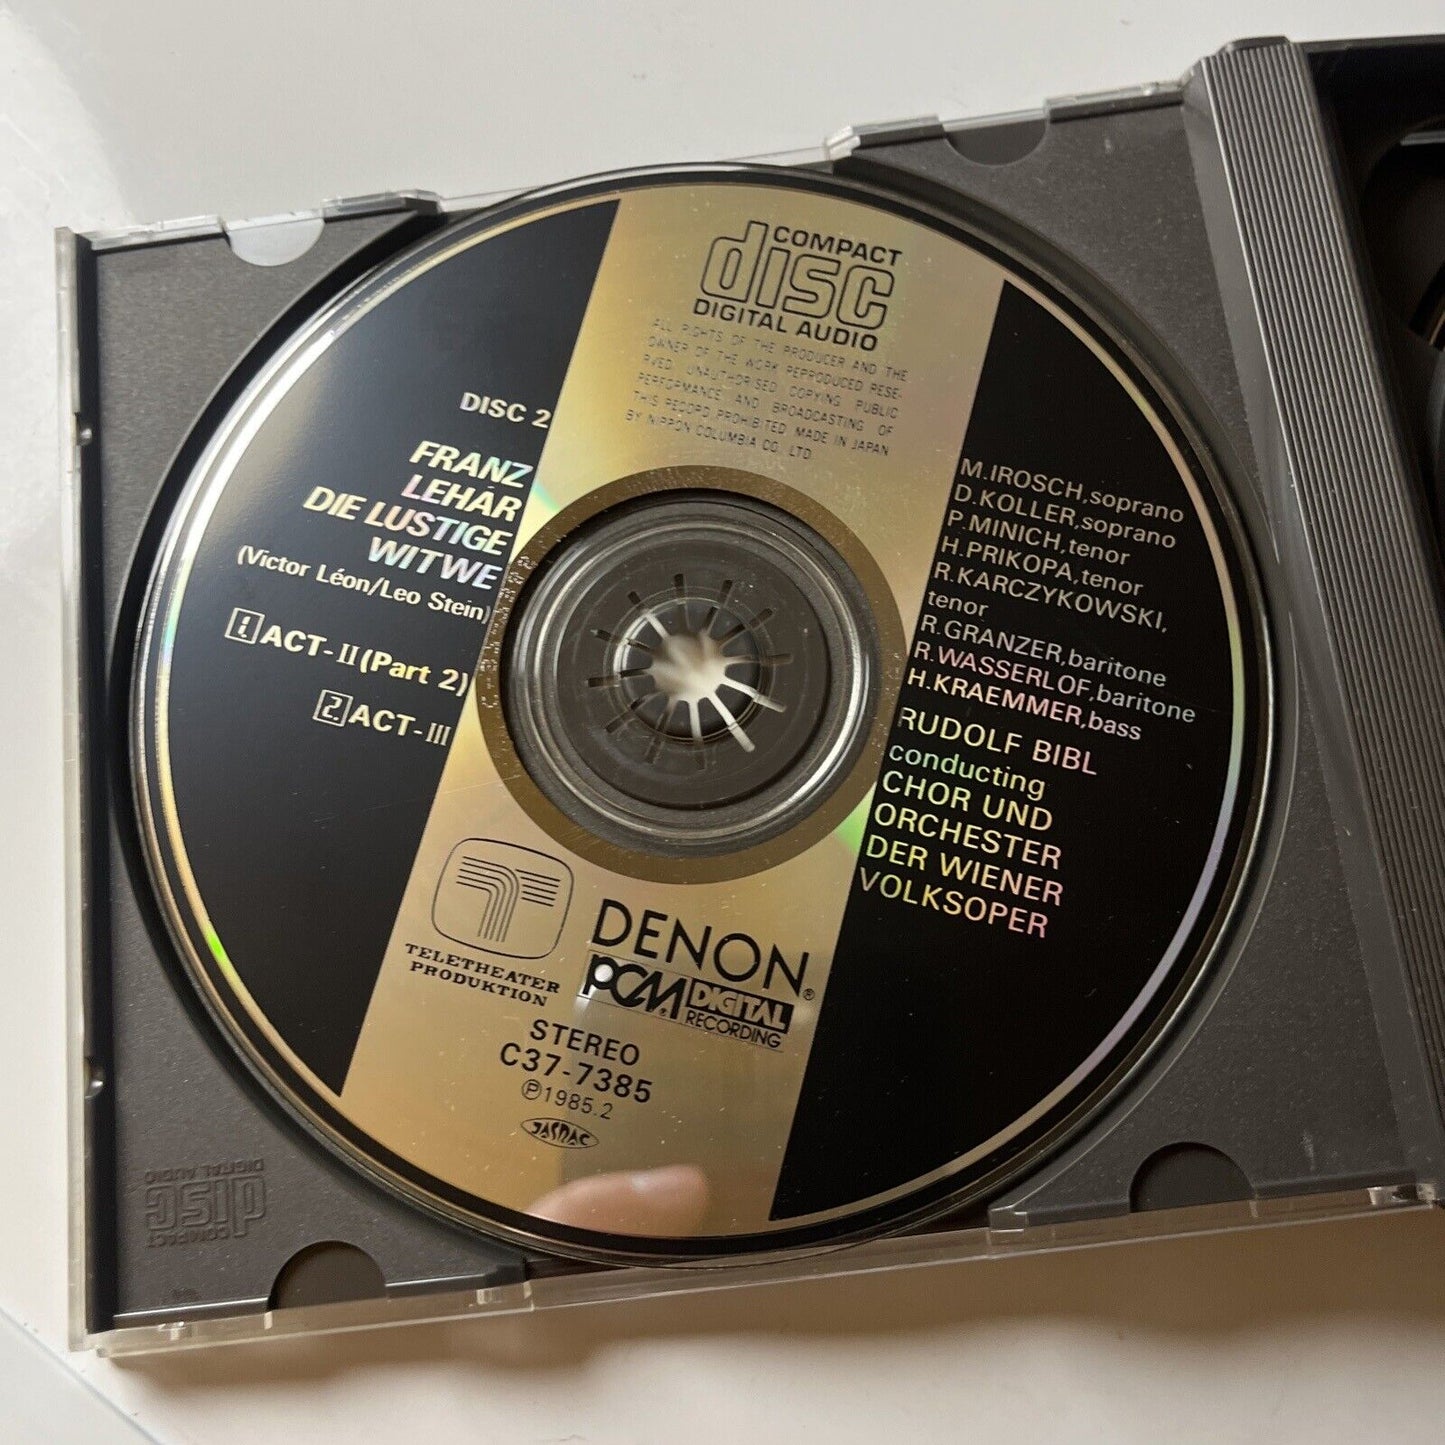 COMPACT
disc
DIGITAL AUDIO
ALL RIGHTS OF THE PRODUCER AND THE
OWNER OF THE WORK REPRODUCED RESE-
RVED. UNAUTHORISED COPYING PUBLIC
PERFORMANCE AND BROADCASTING OF
THIS RECORD PROHIBITED MADE IN JAPAN
BY NIPPON COLUMBIA CO., LTD.
DISC 2
FRANZ
LEHÁR
DIE LUSTIGE
WITWE
(Victor Léon/Leo Stein)
1. ACT-II (Part 2)
2. ACT-III
M.IROSCH,soprano
D.KOLLER,soprano
P.MINICH,tenor
H.PRIKOPA,tenor
R.KARCZYKOWSKI,
tenor
R.GRANZER,baritone
R.WASSERLOF,baritone
H.KRAEMMER,bass
RUDOLF BIBL
conducting
CHOR UND
ORCHESTER
DER WIENER
VOLKSOPER
TELETHEATER
PRODUKTION
DENON®
PCM® DIGITAL
RECORDING
STEREO
C37-7385
Ⓟ1985.2
JASRAC
COMPACT
disc
DIGITAL AUDIO